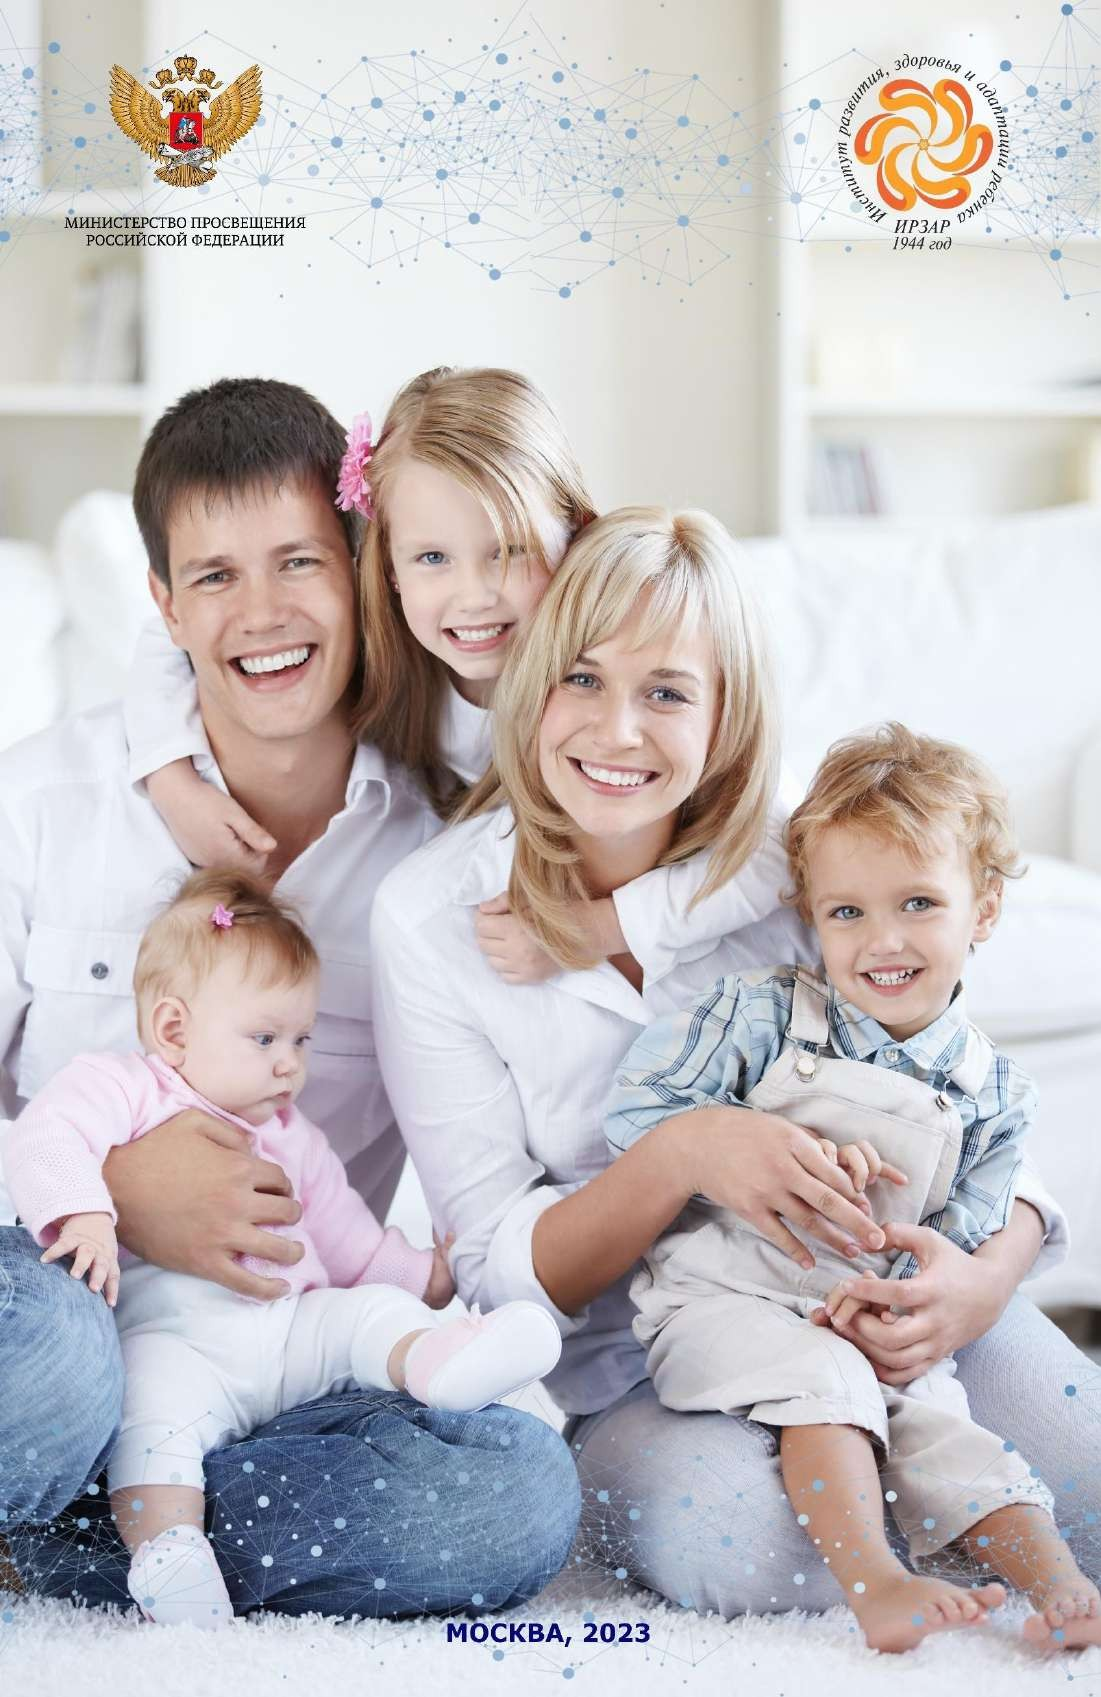 МИНИСТЕРСТВО ПРОСВЕЩЕНИЯ
РОССИЙСКОЙ ФЕДЕРАЦИИ
Институт развития, здоровья и адаптации ребенка
ИРЗАР
1944 год
МОСКВА, 2023